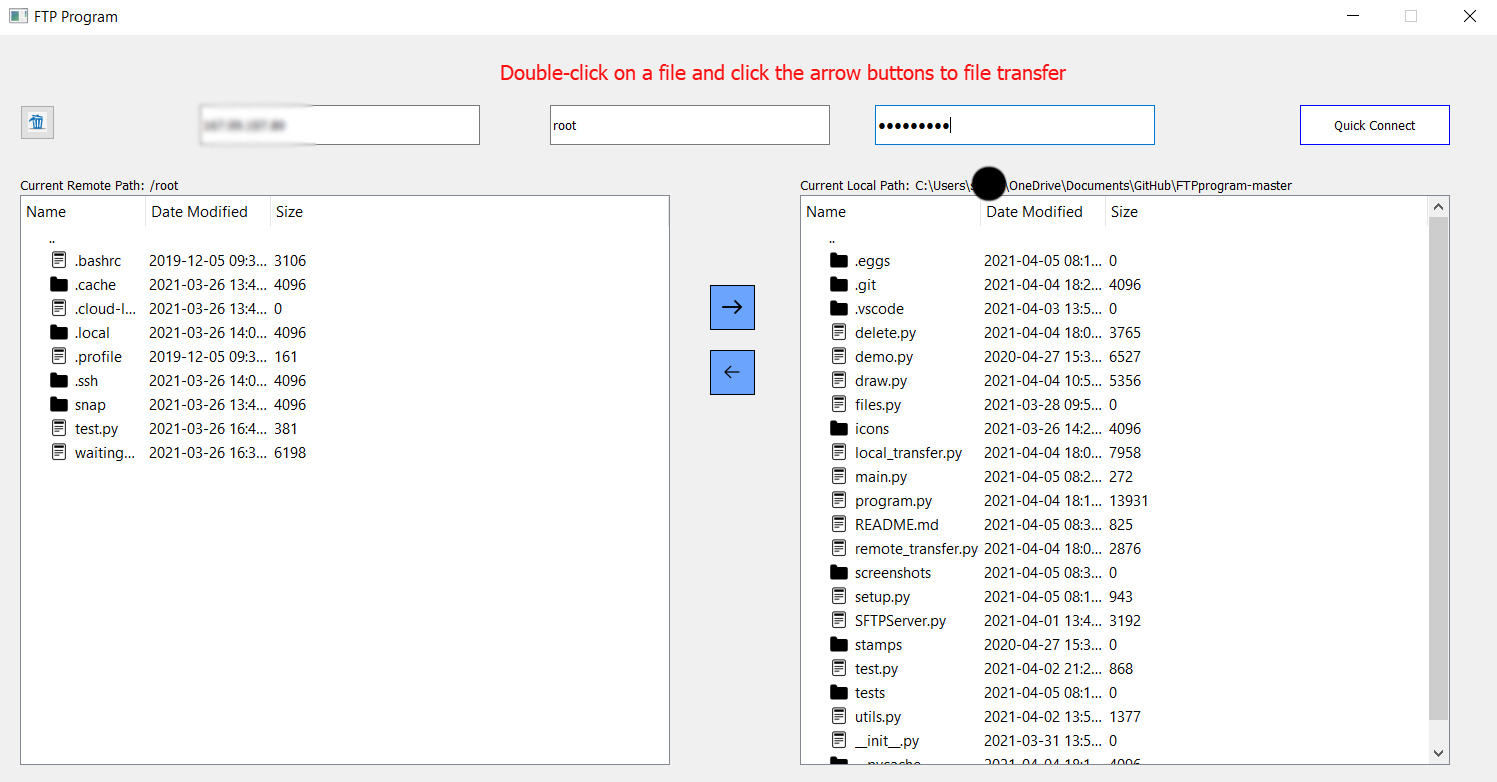 FTP Program
Double-click on a file and click the arrow buttons to file transfer
root
Quick Connect
Current Remote Path: /root
Name Date Modified Size
..
.bashrc 2019-12-05 09:3... 3106
.cache 2021-03-26 13:4... 4096
.cloud-l... 2021-03-26 13:4... 0
.local 2021-03-26 14:0... 4096
.profile 2019-12-05 09:3... 161
.ssh 2021-03-26 14:0... 4096
snap 2021-03-26 13:4... 4096
test.py 2021-03-26 16:4... 381
waiting... 2021-03-26 16:3... 6198
Current Local Path: C:\Users\ \OneDrive\Documents\GitHub\FTPprogram-master
Name Date Modified Size
..
.eggs 2021-04-05 08:1... 0
.git 2021-04-04 18:2... 4096
.vscode 2021-04-03 13:5... 0
delete.py 2021-04-04 18:0... 3765
demo.py 2020-04-27 15:3... 6527
draw.py 2021-04-04 10:5... 5356
files.py 2021-03-28 09:5... 0
icons 2021-03-26 14:2... 4096
local_transfer.py 2021-04-04 18:0... 7958
main.py 2021-04-05 08:2... 272
program.py 2021-04-04 18:1... 13931
README.md 2021-04-05 08:3... 825
remote_transfer.py 2021-04-04 18:0... 2876
screenshots 2021-04-05 08:3... 0
setup.py 2021-04-05 08:1... 943
SFTPServer.py 2021-04-01 13:4... 3192
stamps 2020-04-27 15:3... 0
test.py 2021-04-02 21:2... 868
tests 2021-04-05 08:1... 0
utils.py 2021-04-02 13:5... 1377
__init__.py 2021-03-31 13:5... 0